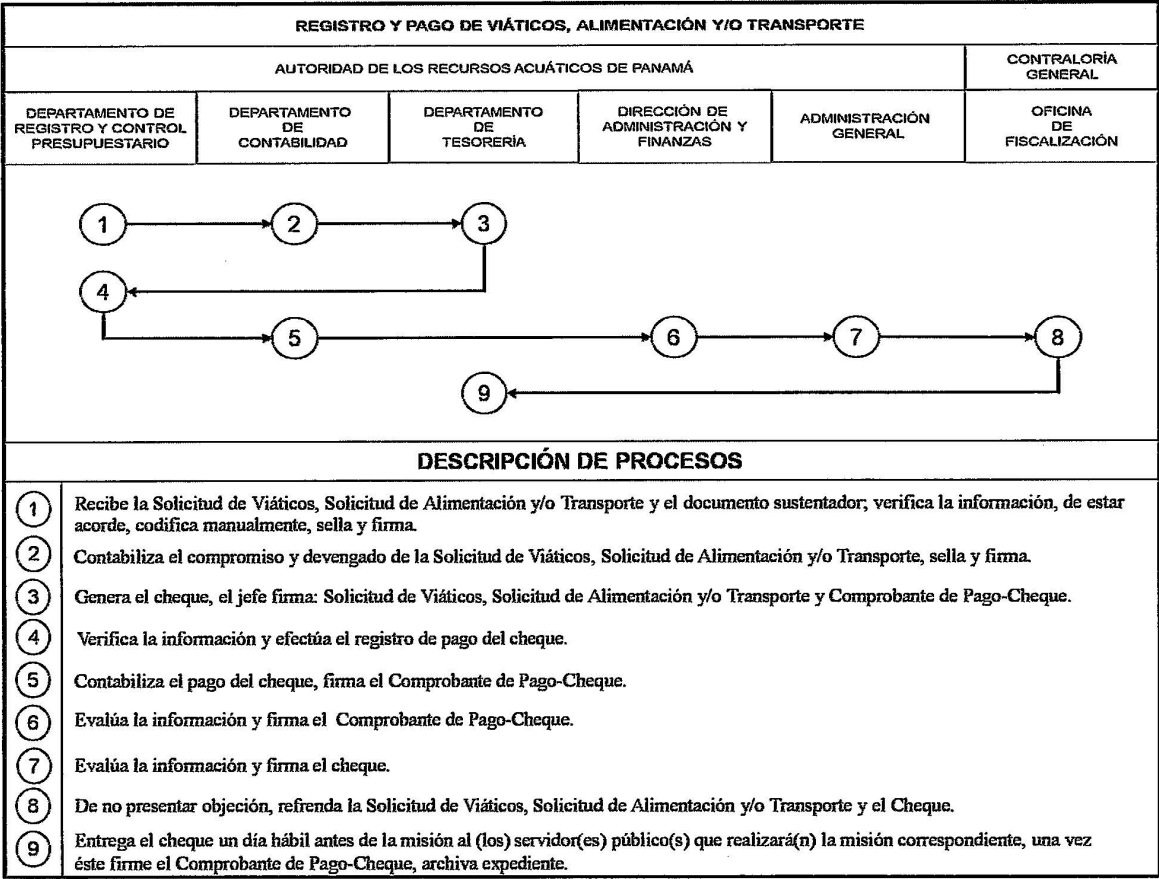 REGISTRO Y PAGO DE VIÁTICOS, ALIMENTACIÓN Y/O TRANSPORTE
AUTORIDAD DE LOS RECURSOS ACUÁTICOS DE PANAMÁ
CONTRALORÍA
GENERAL
DEPARTAMENTO DE
REGISTRO Y CONTROL
PRESUPUESTARIO
DEPARTAMENTO
DE
CONTABILIDAD
DEPARTAMENTO
DE
TESORERÍA
DIRECCIÓN DE
ADMINISTRACIÓN Y
FINANZAS
ADMINISTRACIÓN
GENERAL
OFICINA
DE
FISCALIZACIÓN
1
2
3
4
5
6
7
8
9
DESCRIPCIÓN DE PROCESOS
1 Recibe la Solicitud de Viáticos, Solicitud de Alimentación y/o Transporte y el documento sustentador; verifica la información, de estar
acorde, codifica manualmente, sella y firma.
2 Contabiliza el compromiso y devengado de la Solicitud de Viáticos, Solicitud de Alimentación y/o Transporte, sella y firma.
3 Genera el cheque, el jefe firma: Solicitud de Viáticos, Solicitud de Alimentación y/o Transporte y Comprobante de Pago-Cheque.
4 Verifica la información y efectúa el registro de pago del cheque.
5 Contabiliza el pago del cheque, firma el Comprobante de Pago-Cheque.
6 Evalúa la información y firma el Comprobante de Pago-Cheque.
7 Evalúa la información y firma el cheque.
8 De no presentar objeción, refrenda la Solicitud de Viáticos, Solicitud de Alimentación y/o Transporte y el Cheque.
9 Entrega el cheque un día hábil antes de la misión al (los) servidor(es) público(s) que realizará(n) la misión correspondiente, una vez
éste firme el Comprobante de Pago-Cheque, archiva expediente.